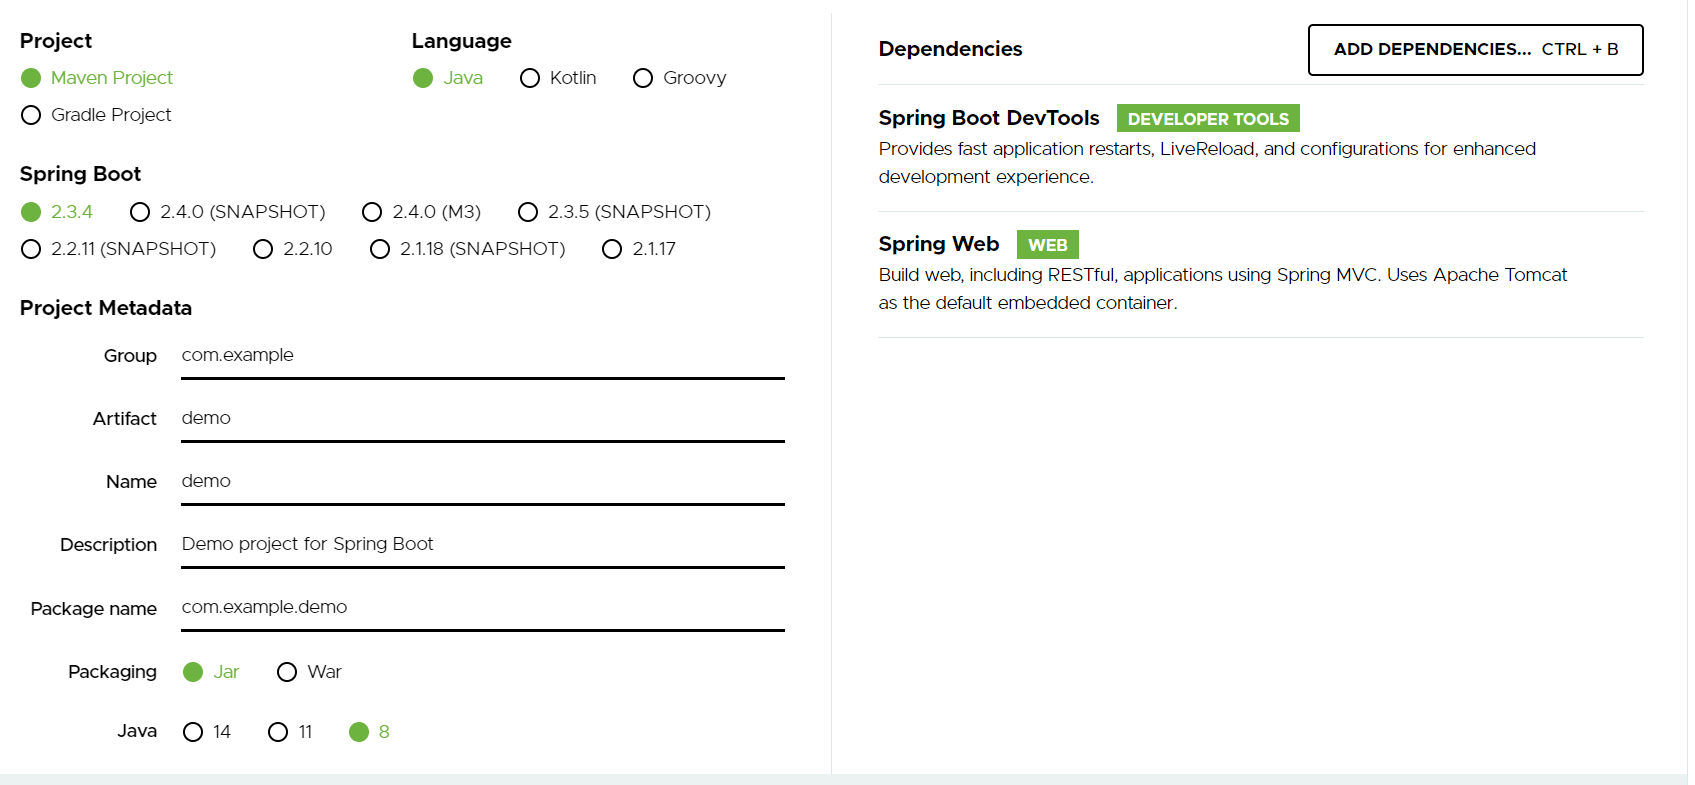 Project
Maven Project
Gradle Project
Language
Java Kotlin Groovy
Spring Boot
2.3.4 2.4.0 (SNAPSHOT) 2.4.0 (M3) 2.3.5 (SNAPSHOT)
2.2.11 (SNAPSHOT) 2.2.10 2.1.18 (SNAPSHOT) 2.1.17
Project Metadata
Group com.example
Artifact demo
Name demo
Description Demo project for Spring Boot
Package name com.example.demo
Packaging Jar War
Java 14 11 8
Dependencies ADD DEPENDENCIES... CTRL + B
Spring Boot DevTools DEVELOPER TOOLS
Provides fast application restarts, LiveReload, and configurations for enhanced
development experience.
Spring Web WEB
Build web, including RESTful, applications using Spring MVC. Uses Apache Tomcat
as the default embedded container.